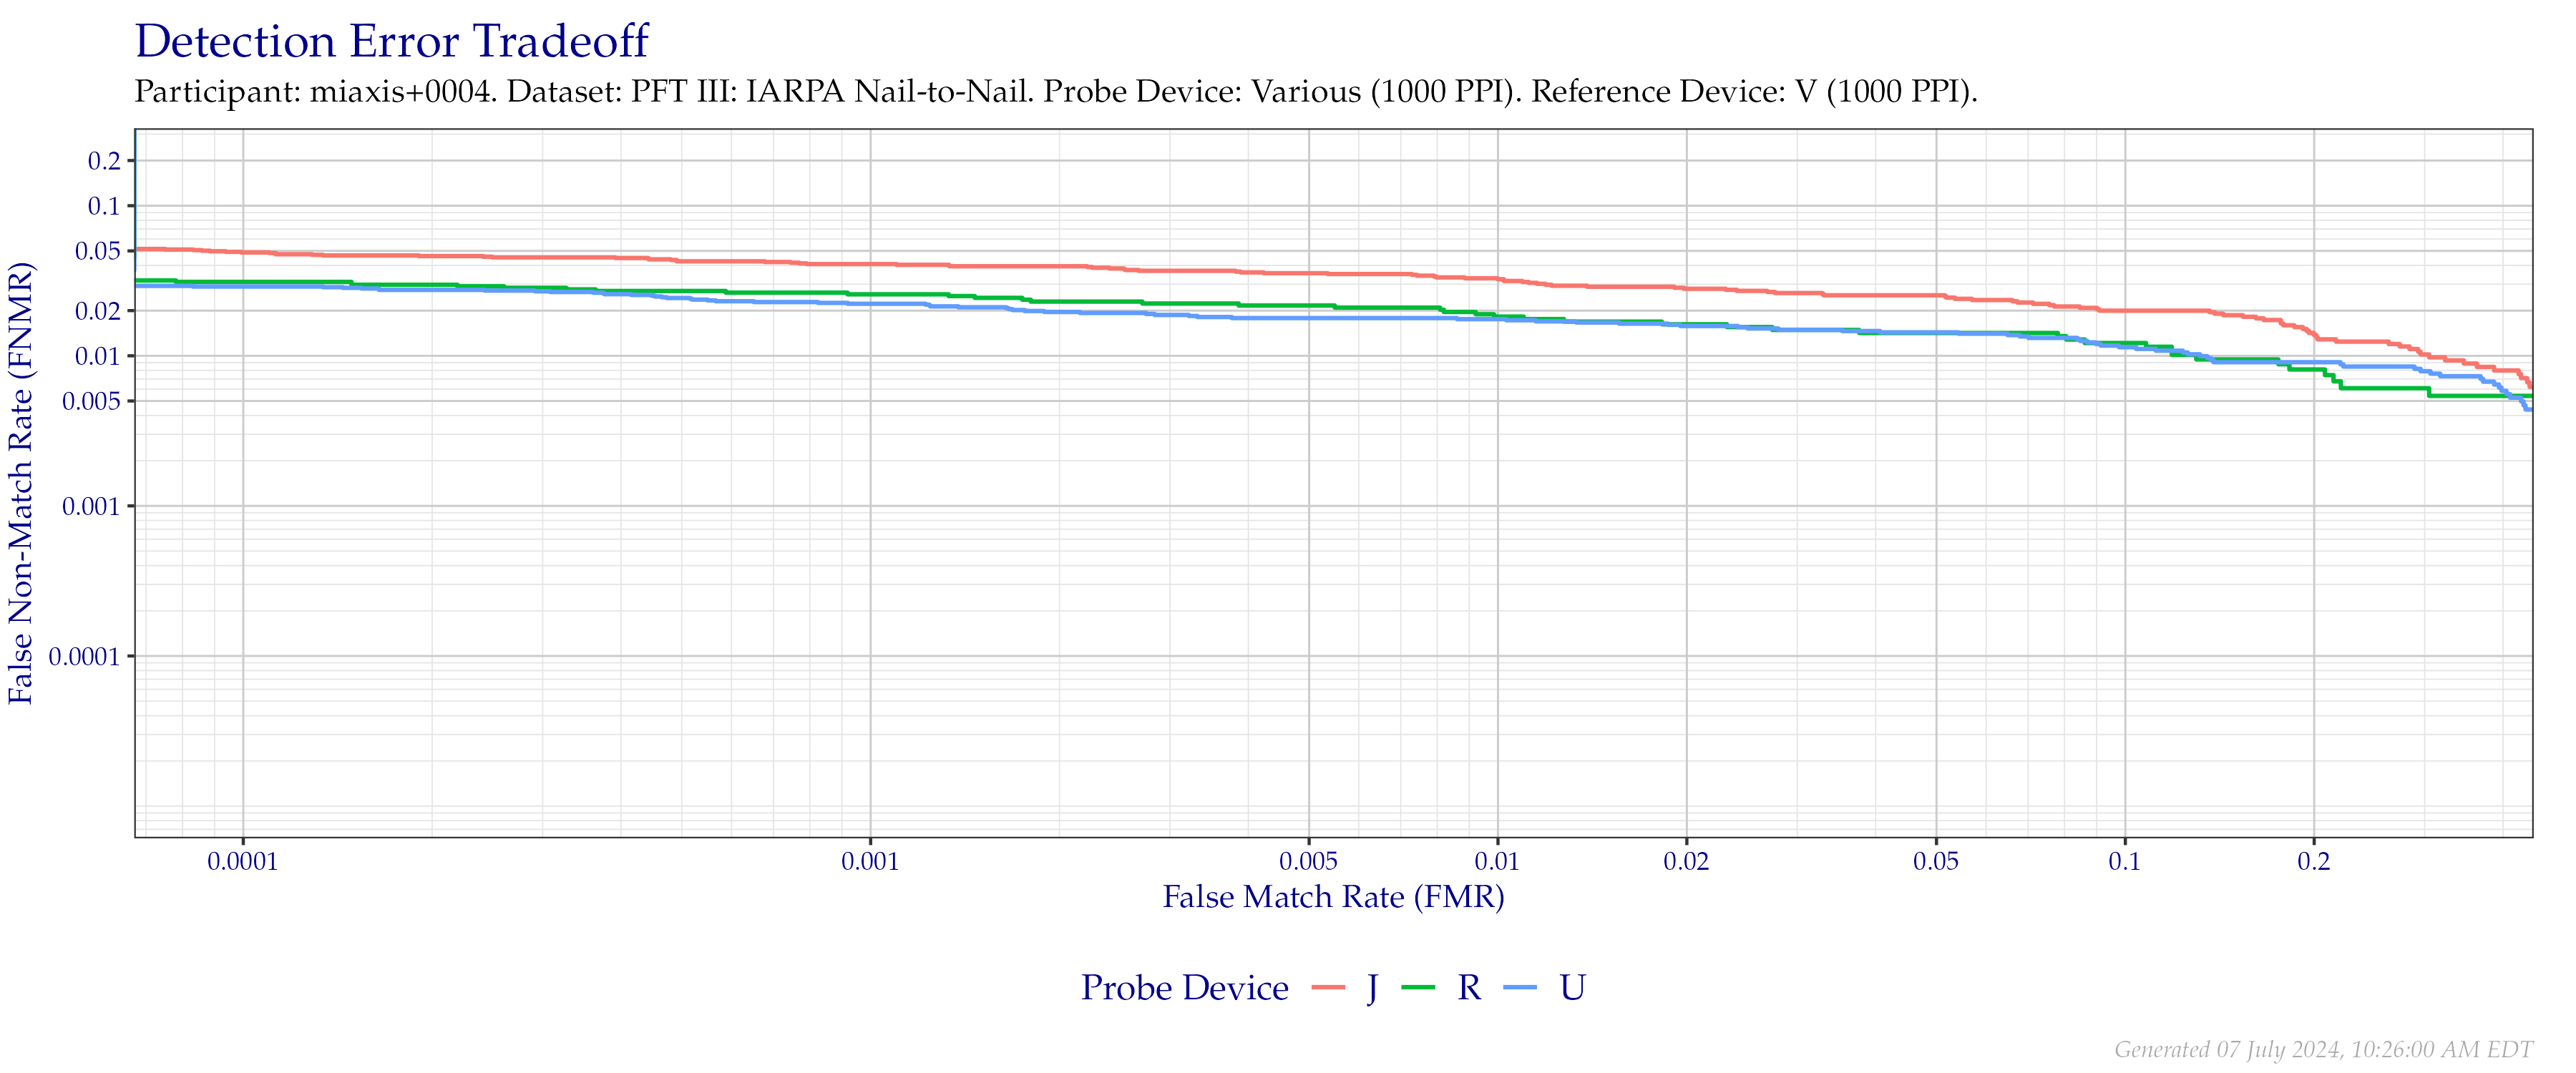 Detection Error Tradeoff
Participant: miaxis+0004. Dataset: PFT III: IARPA Nail-to-Nail. Probe Device: Various (1000 PPI). Reference Device: V (1000 PPI).
False Non-Match Rate (FNMR)
0.2
0.1
0.05
0.02
0.01
0.005
0.001
0.0001
0.0001 0.001 0.005 0.01 0.02 0.05 0.1 0.2
False Match Rate (FMR)
Probe Device J R U
Generated 07 July 2024, 10:26:00 AM EDT